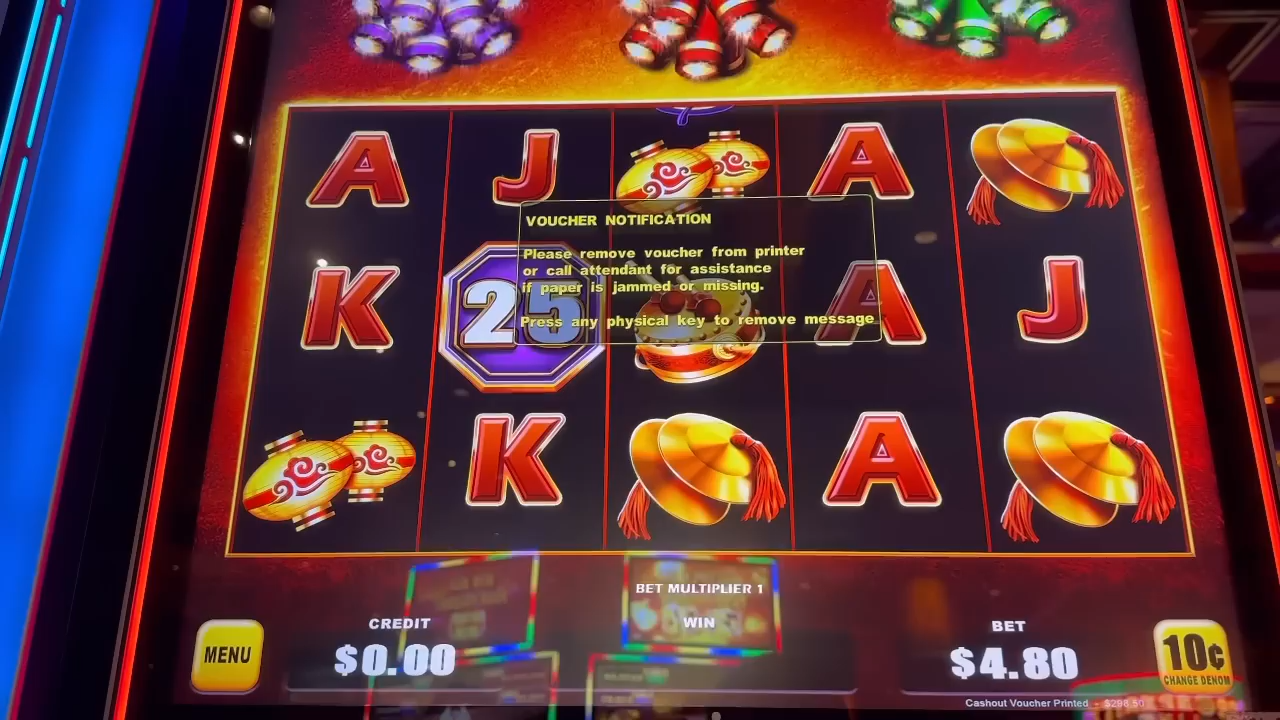 A J A
VOUCHER NOTIFICATION
Please remove voucher from printer
or call attendant for assistance
if paper is jammed or missing.
Press any physical key to remove message
K 25 A J
K A
BET MULTIPLIER 1
CREDIT WIN BET
MENU $0.00 $4.80 10¢
CHANGE DENOM
Cashout Voucher Printed - $298.50